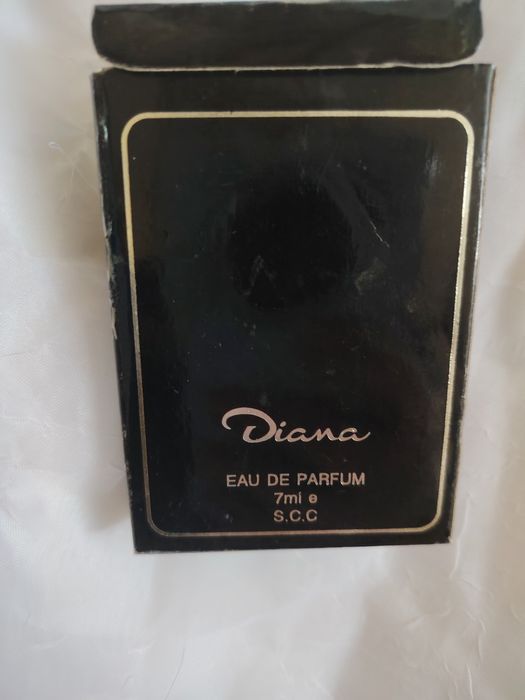 Diana
EAU DE PARFUM
7ml e
S.C.C